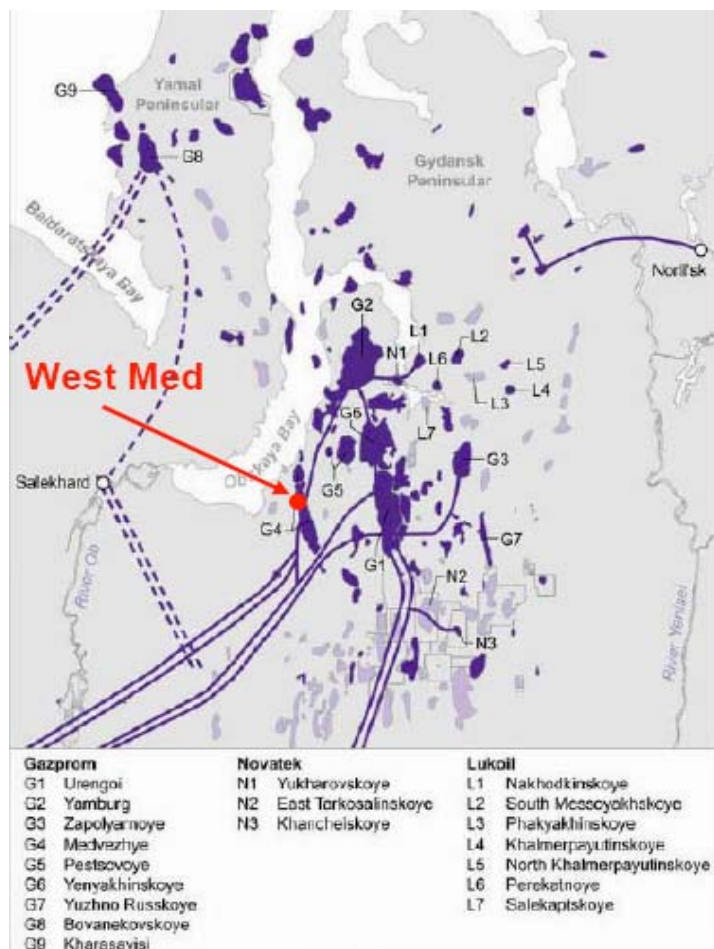 Yamal
Peninsular
G9
G8
Gydansk
Peninsular
Baldaratskaya Bay
Noril'sk
G2
L1
L2
N1
L6
L5
L3
L4
West Med
G6
L7
G3
Salekhard
G5
G4
G7
G1
N2
River Ob
N3
River Yenisei
Gazprom
G1 Urengoi
G2 Yamburg
G3 Zapolyarnoye
G4 Medvezhye
G5 Pestsovoye
G6 Yenyakhinskoye
G7 Yuzhno Russkoye
G8 Bovanekovskoye
G9 Kharasavisi
Novatek
N1 Yukharovskoye
N2 East Tarkosalinskoye
N3 Khancheiskoye
Lukoil
L1 Nakhodkinskoye
L2 South Messoyakhskoye
L3 Phakyakhinskoye
L4 Khalmerpayutinskoye
L5 North Khalmerpayutinskoye
L6 Perekatnoye
L7 Salekaptskoye